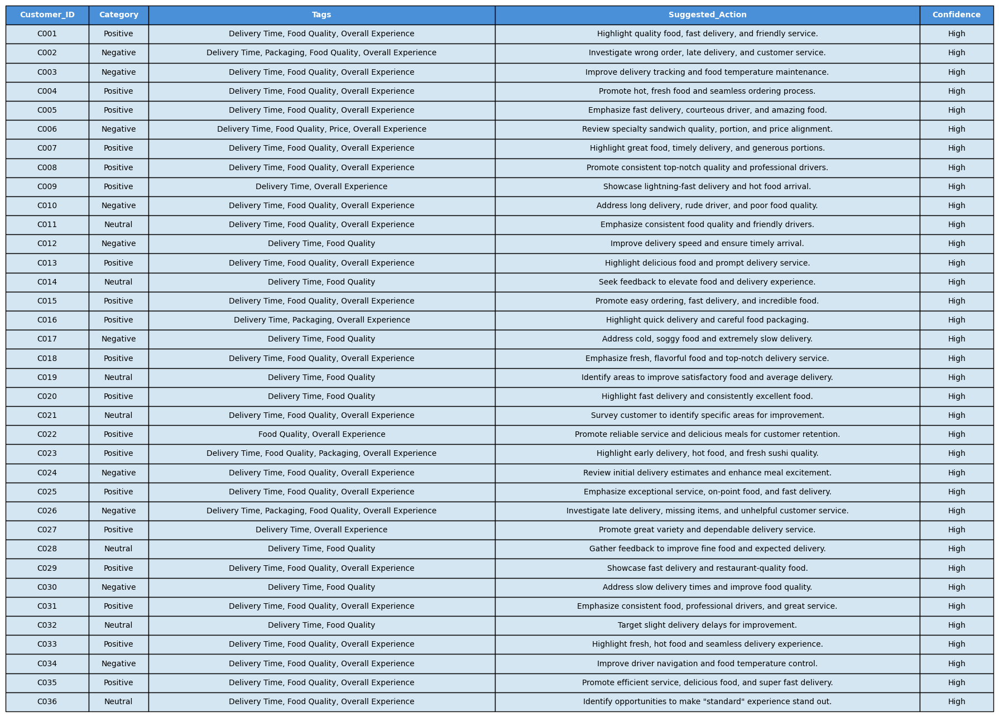 Customer_ID Category Tags Suggested_Action Confidence
C001 Positive Delivery Time, Food Quality, Overall Experience Highlight quality food, fast delivery, and friendly service. High
C002 Negative Delivery Time, Packaging, Food Quality, Overall Experience Investigate wrong order, late delivery, and customer service. High
C003 Negative Delivery Time, Food Quality, Overall Experience Improve delivery tracking and food temperature maintenance. High
C004 Positive Delivery Time, Food Quality, Overall Experience Promote hot, fresh food and seamless ordering process. High
C005 Positive Delivery Time, Food Quality, Overall Experience Emphasize fast delivery, courteous driver, and amazing food. High
C006 Negative Delivery Time, Food Quality, Price, Overall Experience Review specialty sandwich quality, portion, and price alignment. High
C007 Positive Delivery Time, Food Quality, Overall Experience Highlight great food, timely delivery, and generous portions. High
C008 Positive Delivery Time, Food Quality, Overall Experience Promote consistent top-notch quality and professional drivers. High
C009 Positive Delivery Time, Overall Experience Showcase lightning-fast delivery and hot food arrival. High
C010 Negative Delivery Time, Food Quality, Overall Experience Address long delivery, rude driver, and poor food quality. High
C011 Neutral Delivery Time, Food Quality, Overall Experience Emphasize consistent food quality and friendly drivers. High
C012 Negative Delivery Time, Food Quality Improve delivery speed and ensure timely arrival. High
C013 Positive Delivery Time, Food Quality, Overall Experience Highlight delicious food and prompt delivery service. High
C014 Neutral Delivery Time, Food Quality Seek feedback to elevate food and delivery experience. High
C015 Positive Delivery Time, Food Quality, Overall Experience Promote easy ordering, fast delivery, and incredible food. High
C016 Positive Delivery Time, Packaging, Overall Experience Highlight quick delivery and careful food packaging. High
C017 Negative Delivery Time, Food Quality Address cold, soggy food and extremely slow delivery. High
C018 Positive Delivery Time, Food Quality, Overall Experience Emphasize fresh, flavorful food and top-notch delivery service. High
C019 Neutral Delivery Time, Food Quality Identify areas to improve satisfactory food and average delivery. High
C020 Positive Delivery Time, Food Quality Highlight fast delivery and consistently excellent food. High
C021 Neutral Delivery Time, Food Quality, Overall Experience Survey customer to identify specific areas for improvement. High
C022 Positive Food Quality, Overall Experience Promote reliable service and delicious meals for customer retention. High
C023 Positive Delivery Time, Food Quality, Packaging, Overall Experience Highlight early delivery, hot food, and fresh sushi quality. High
C024 Negative Delivery Time, Food Quality, Overall Experience Review initial delivery estimates and enhance meal excitement. High
C025 Positive Delivery Time, Food Quality, Overall Experience Emphasize exceptional service, on-point food, and fast delivery. High
C026 Negative Delivery Time, Packaging, Food Quality, Overall Experience Investigate late delivery, missing items, and unhelpful customer service. High
C027 Positive Delivery Time, Overall Experience Promote great variety and dependable delivery service. High
C028 Neutral Delivery Time, Food Quality Gather feedback to improve fine food and expected delivery. High
C029 Positive Delivery Time, Food Quality, Overall Experience Showcase fast delivery and restaurant-quality food. High
C030 Negative Delivery Time, Food Quality Address slow delivery times and improve food quality. High
C031 Positive Delivery Time, Food Quality, Overall Experience Emphasize consistent food, professional drivers, and great service. High
C032 Neutral Delivery Time, Food Quality Target slight delivery delays for improvement. High
C033 Positive Delivery Time, Food Quality, Overall Experience Highlight fresh, hot food and seamless delivery experience. High
C034 Negative Delivery Time, Food Quality, Overall Experience Improve driver navigation and food temperature control. High
C035 Positive Delivery Time, Food Quality, Overall Experience Promote efficient service, delicious food, and super fast delivery. High
C036 Neutral Delivery Time, Food Quality, Overall Experience Identify opportunities to make "standard" experience stand out. High